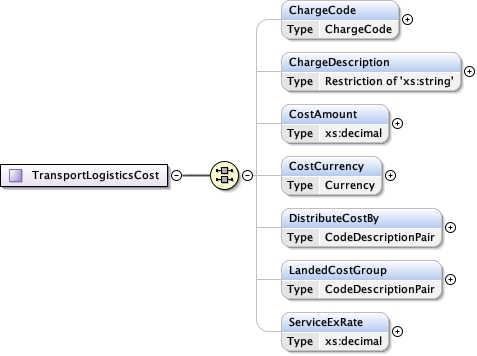 ChargeCode
Type ChargeCode
ChargeDescription
Type Restriction of 'xs:string'
CostAmount
Type xs:decimal
CostCurrency
Type Currency
TransportLogisticsCost
DistributeCostBy
Type CodeDescriptionPair
LandedCostGroup
Type CodeDescriptionPair
ServiceExRate
Type xs:decimal